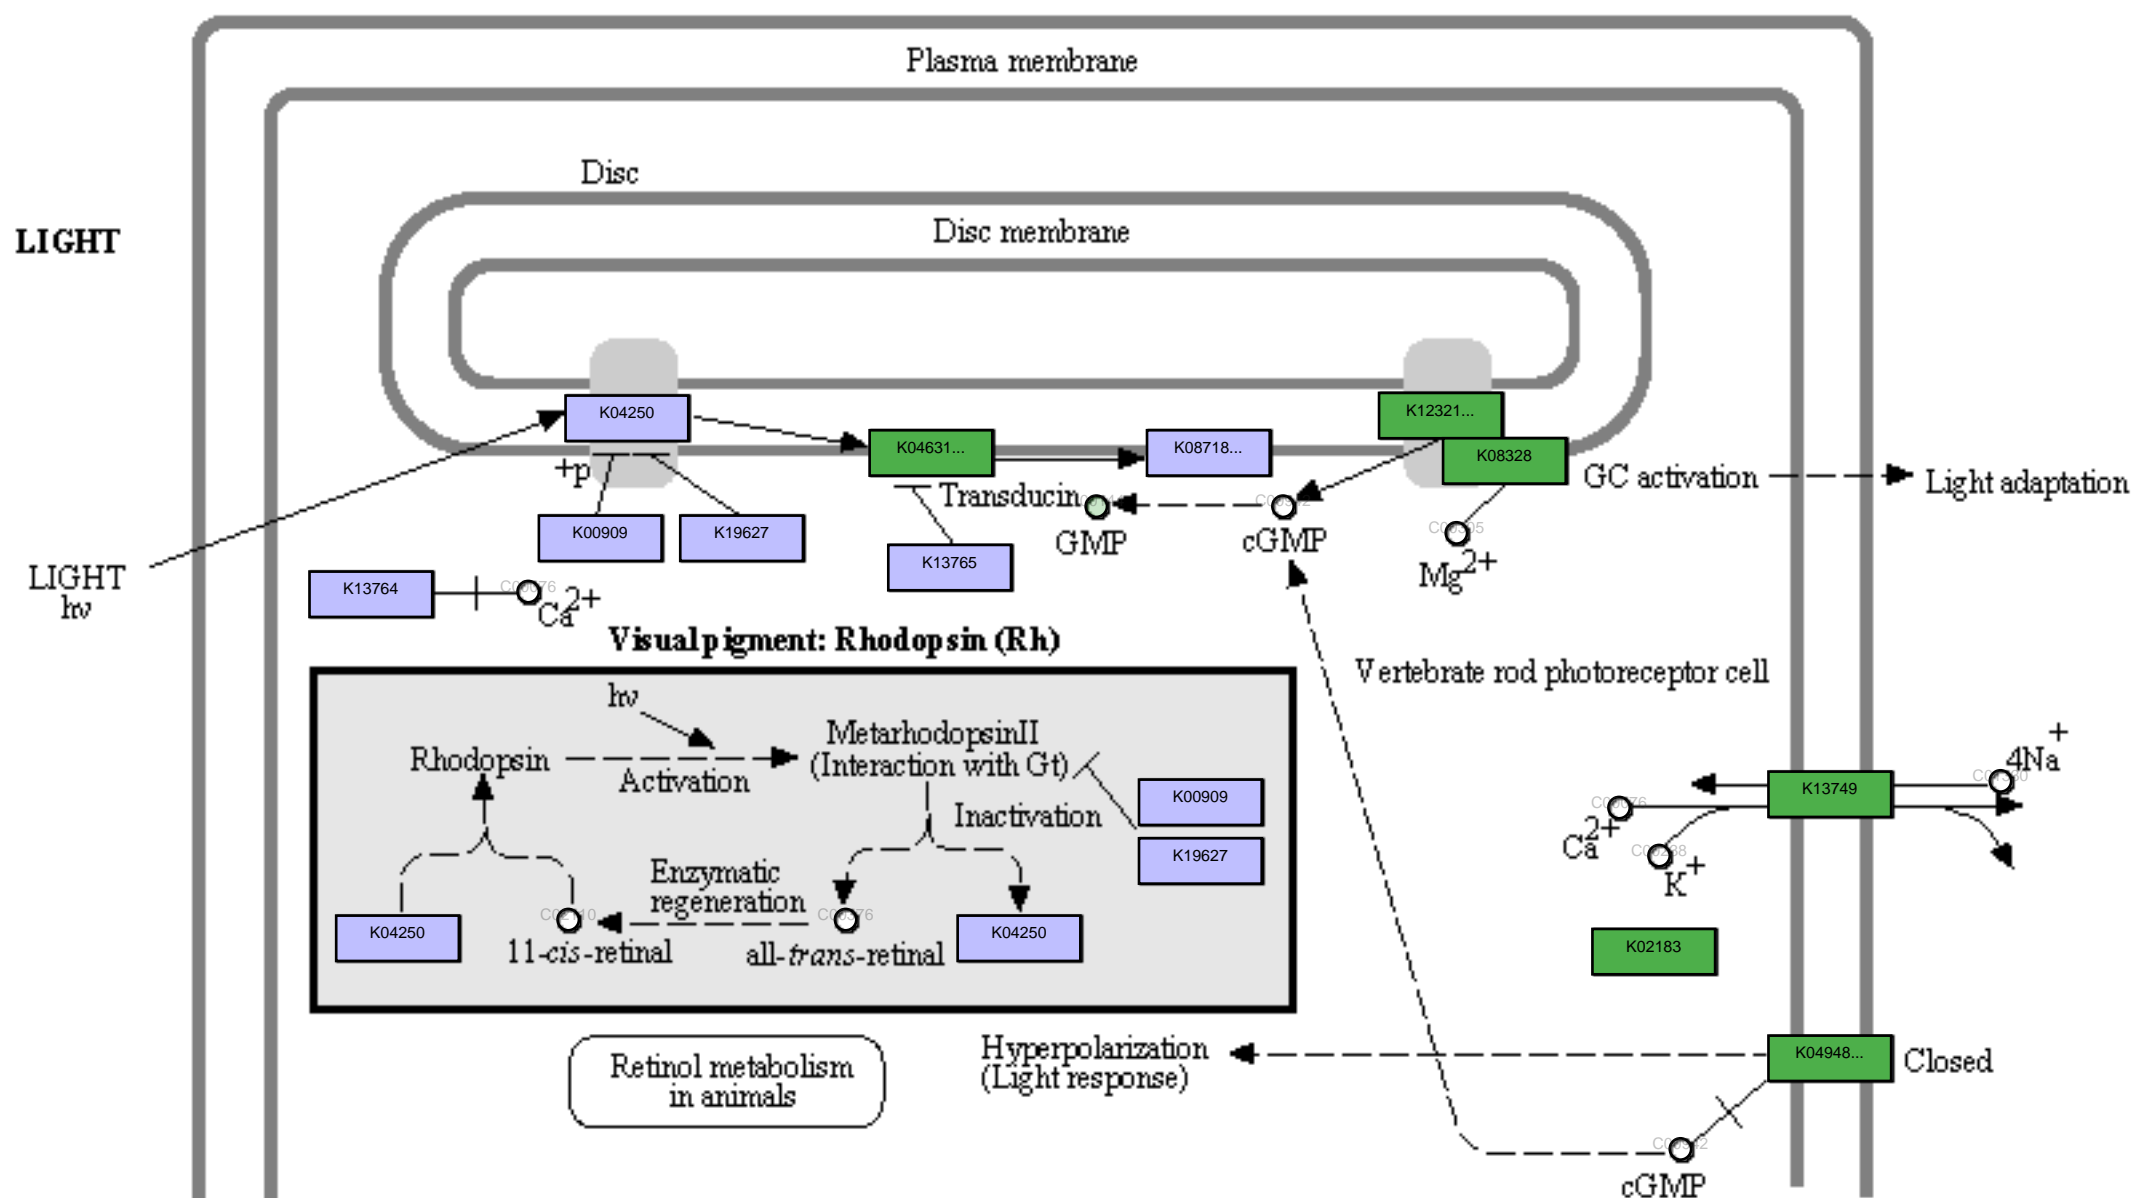 Plasma membrane
Disc
LIGHT
Disc membrane
K04250
K12321...
K04631...
K08718...
K08328
+p
GC activation
Light adaptation
Transducin
GMP
cGMP
Mg2+
K00909
K19627
K13765
LIGHT
hν
K13764
Ca2+
Visual pigment: Rhodopsin (Rh)
Vertebrate rod photoreceptor cell
hν
Rhodopsin
Activation
MetarhodopsinII
(Interaction with Gt)
Inactivation
K00909
K19627
Enzymatic
regeneration
K04250
11-cis-retinal
all-trans-retinal
K04250
4Na+
K13749
Ca2+
K+
K02183
Retinol metabolism
in animals
Hyperpolarization
(Light response)
K04948...
Closed
cGMP